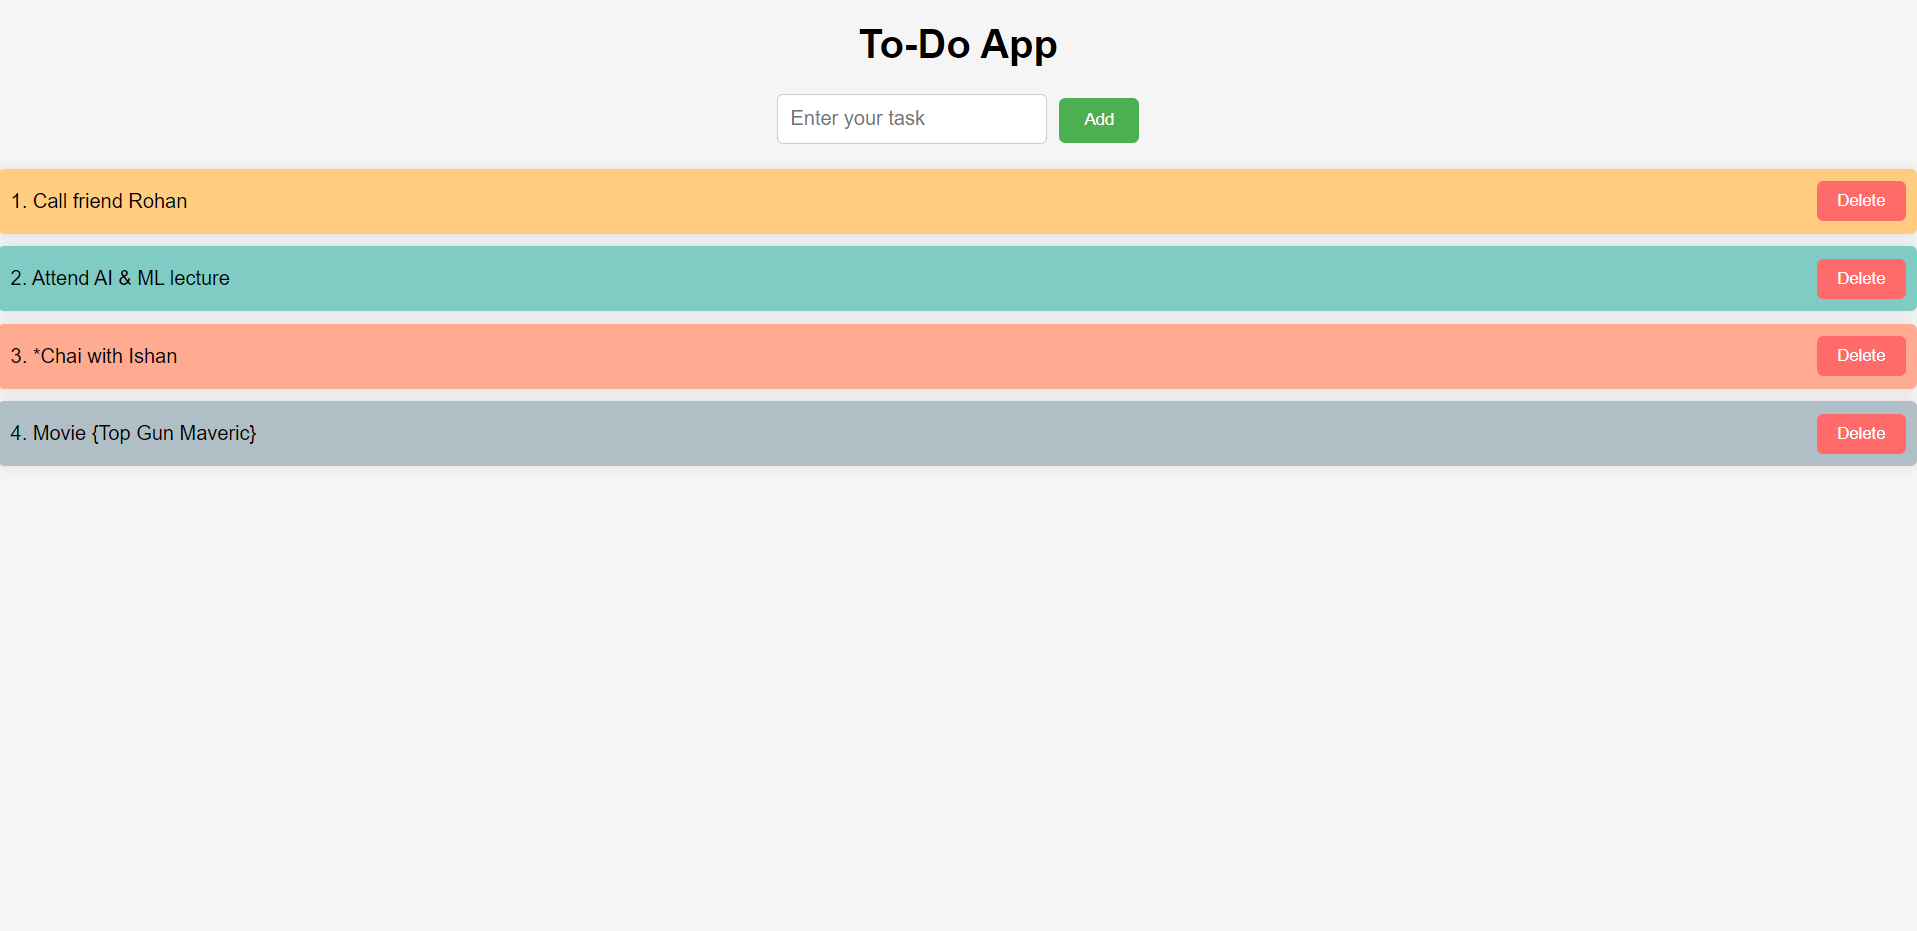 To-Do App
Enter your task
Add
1. Call friend Rohan
Delete
2. Attend AI & ML lecture
Delete
3. *Chai with Ishan
Delete
4. Movie {Top Gun Maveric}
Delete